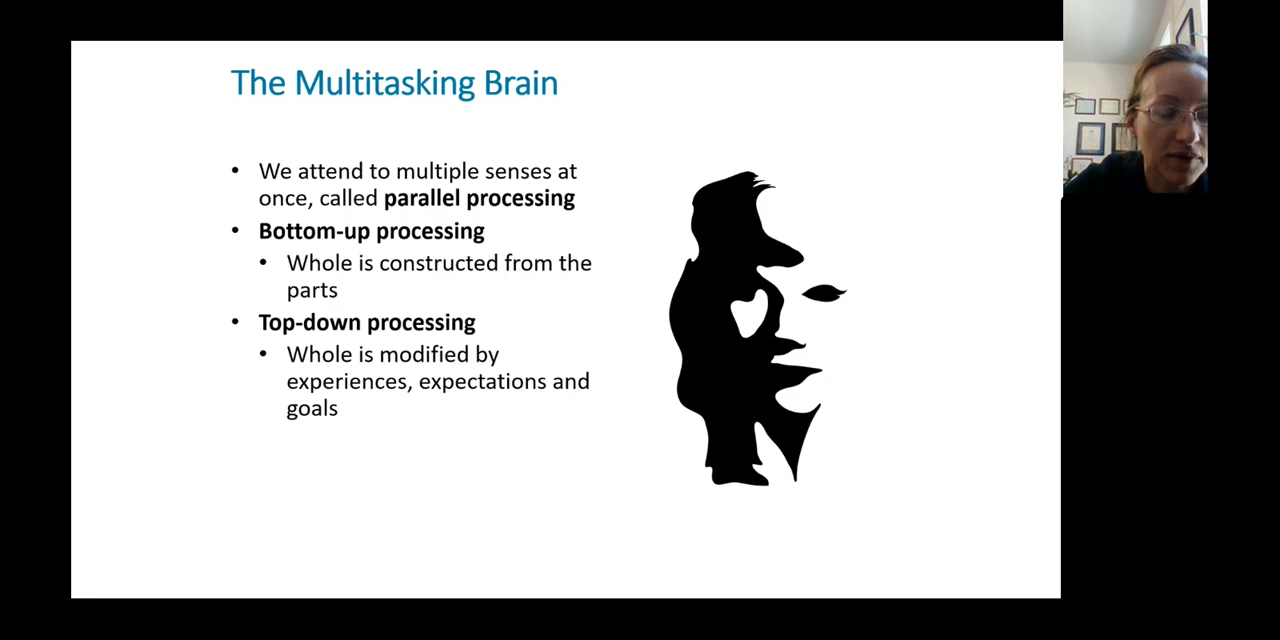 The Multitasking Brain
• We attend to multiple senses at
once, called parallel processing
• Bottom-up processing
• Whole is constructed from the
parts
• Top-down processing
• Whole is modified by
experiences, expectations and
goals